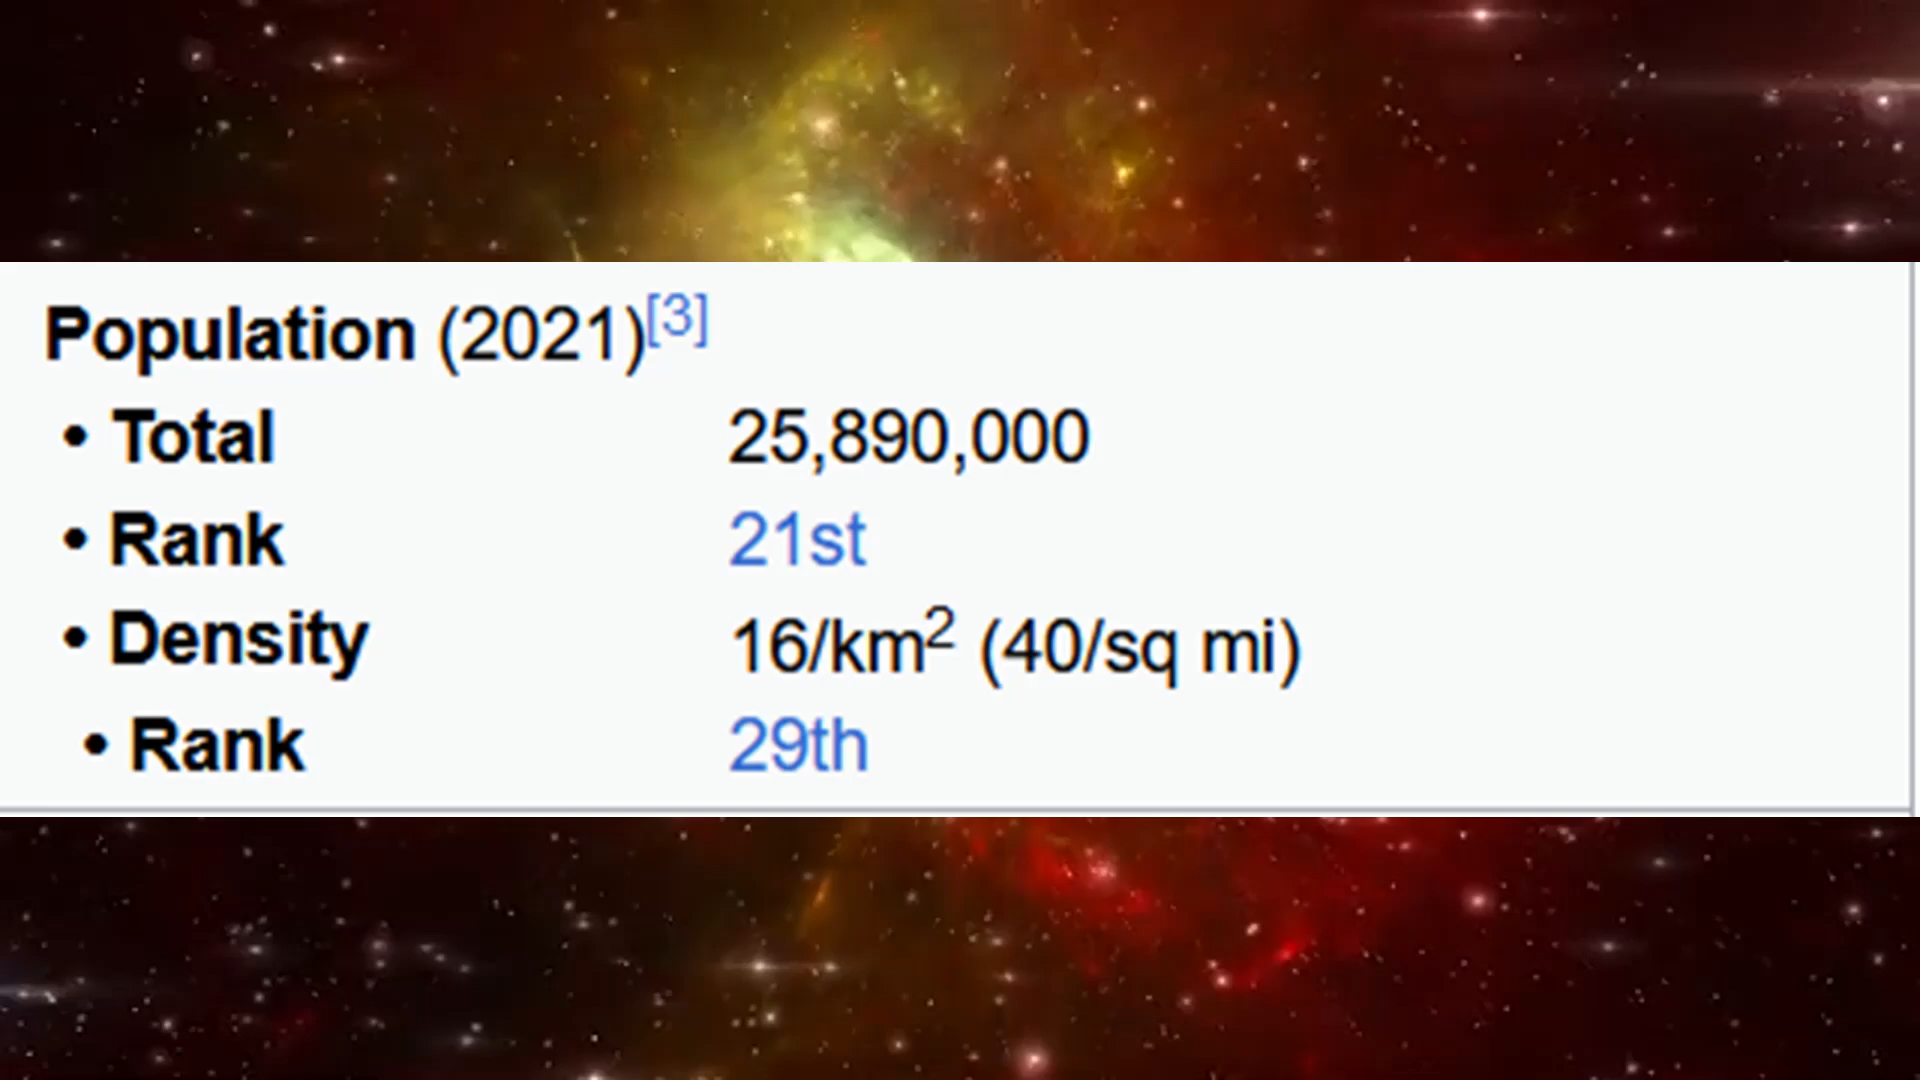 Population (2021)[3]
• Total 25,890,000
• Rank 21st
• Density 16/km² (40/sq mi)
• Rank 29th